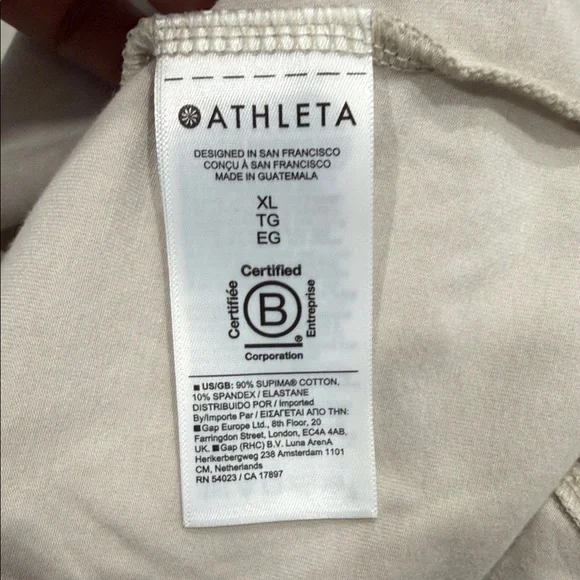 ATHLETA
DESIGNED IN SAN FRANCISCO
CONÇU À SAN FRANCISCO
MADE IN GUATEMALA
XL
TG
EG
Certified
Certifiée
B
Entreprise
®
Corporation
■ US/GB: 90% SUPIMA® COTTON,
10% SPANDEX / ELASTANE
DISTRIBUIDO POR / Imported
By/Importe Par / ΕΙΣΑΓΕΤΑΙ ΑΠΟ ΤΗΝ:
■Gap Europe Ltd., 8th Floor, 20
Farringdon Street, London, EC4A 4AB,
UK. ■Gap (RHC) B.V. Luna ArenA
Herikerbergweg 238 Amsterdam 1101
CM, Netherlands
RN 54023 / CA 17897